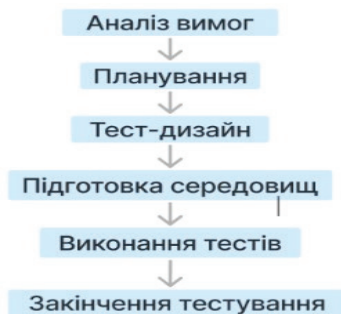 Аналіз вимог
Планування
Тест-дизайн
Підготовка середовищ
Виконання тестів
Закінчення тестування